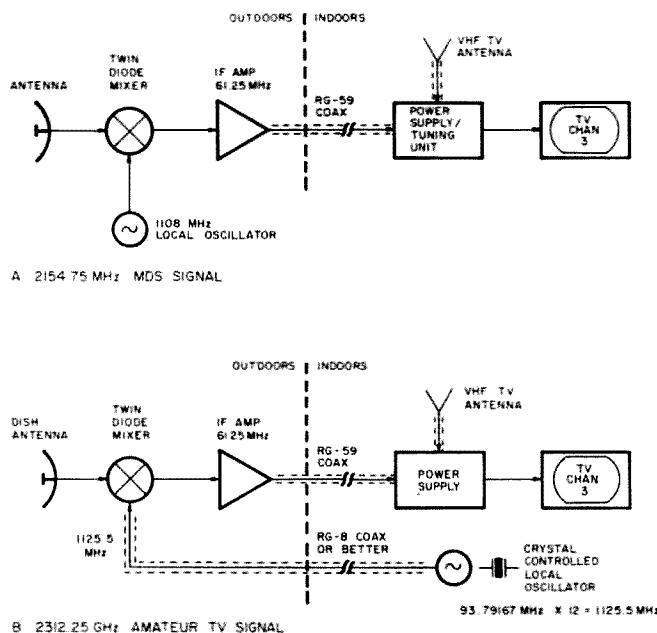 OUTDOORS INDOORS
ANTENNA
TWIN
DIODE
MIXER
IF AMP
61.25 MHz
RG-59
COAX
VHF TV
ANTENNA
POWER
SUPPLY/
TUNING
UNIT
TV
CHAN
3
1108 MHz
LOCAL OSCILLATOR
A 2154.75 MHz MDS SIGNAL
OUTDOORS INDOORS
DISH
ANTENNA
TWIN
DIODE
MIXER
IF AMP
61.25MHz
RG-59
COAX
VHF TV
ANTENNA
POWER
SUPPLY
TV
CHAN
3
1125.5
MHz
RG-8 COAX
OR BETTER
CRYSTAL
CONTROLLED
LOCAL
OSCILLATOR
93.79167 MHz X 12 = 1125.5 MHz
B 2312.25 GHz AMATEUR TV SIGNAL